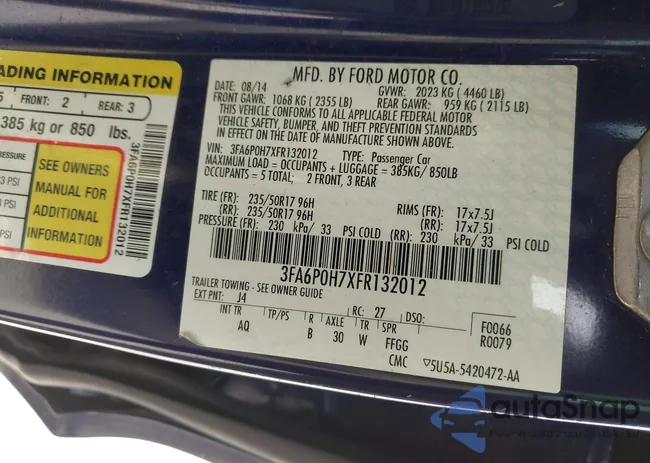 ADING INFORMATION
5 FRONT: 2 REAR: 3
385 kg or 850 lbs.
PRESSURE
3 PSI
3 PSI
PSI
SEE OWNERS
MANUAL FOR
ADDITIONAL
INFORMATION
3FA6P0H7XFR132012
MFD. BY FORD MOTOR CO.
DATE: 08/14 GVWR: 2023 KG ( 4460 LB)
FRONT GAWR: 1068 KG ( 2355 LB) REAR GAWR: 959 KG ( 2115 LB)
THIS VEHICLE CONFORMS TO ALL APPLICABLE FEDERAL MOTOR
VEHICLE SAFETY, BUMPER, AND THEFT PREVENTION STANDARDS
IN EFFECT ON THE DATE OF MANUFACTURE SHOWN ABOVE.
VIN: 3FA6P0H7XFR132012 TYPE: Passenger Car
MAXIMUM LOAD = OCCUPANTS + LUGGAGE = 385KG/ 850LB
OCCUPANTS = 5 TOTAL; 2 FRONT, 3 REAR
TIRE (FR): 235/50R17 96H RIMS (FR): 17x7.5J
(RR): 235/50R17 96H (RR): 17x7.5J
PRESSURE (FR): 230 kPa/ 33 PSI COLD (RR): 230 kPa/ 33 PSI COLD
3FA6P0H7XFR132012
TRAILER TOWING - SEE OWNER GUIDE
EXT PNT: J4 RC: 27 DSO: F0066
INT TR TP/PS R AXLE TR SPR R0079
AQ B 30 W FFGG
CMC 5U5A-5420472-AA
autoSnap